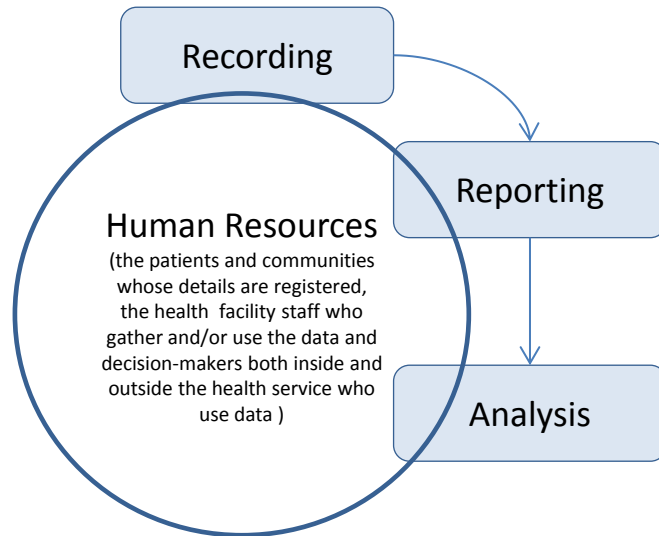 Recording
Reporting
Human Resources
(the patients and communities
whose details are registered,
the health facility staff who
gather and/or use the data and
decision-makers both inside and
outside the health service who
use data )
Analysis